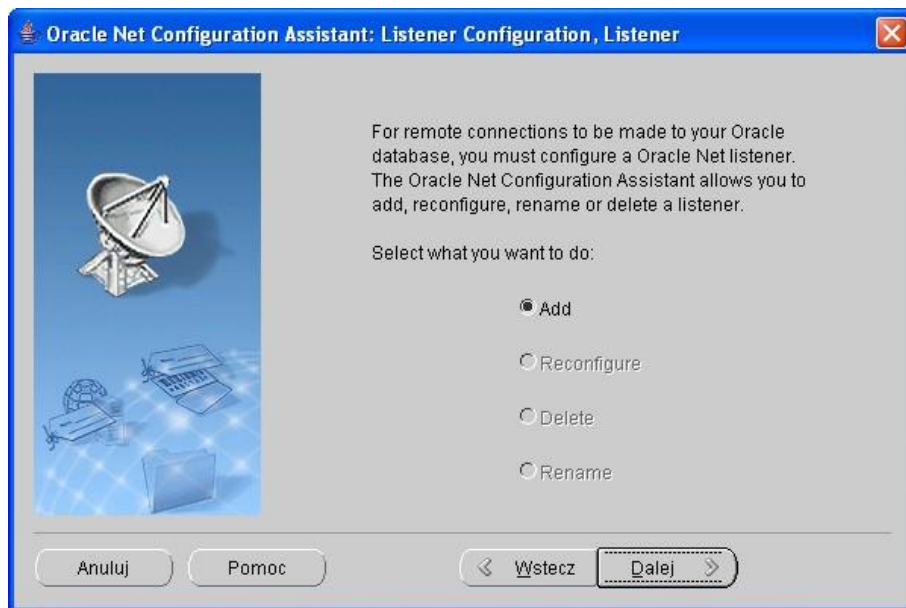 Oracle Net Configuration Assistant: Listener Configuration, Listener
For remote connections to be made to your Oracle
database, you must configure a Oracle Net listener.
The Oracle Net Configuration Assistant allows you to
add, reconfigure, rename or delete a listener.
Select what you want to do:
Add
Reconfigure
Delete
Rename
Anuluj
Pomoc
Wstecz
Dalej